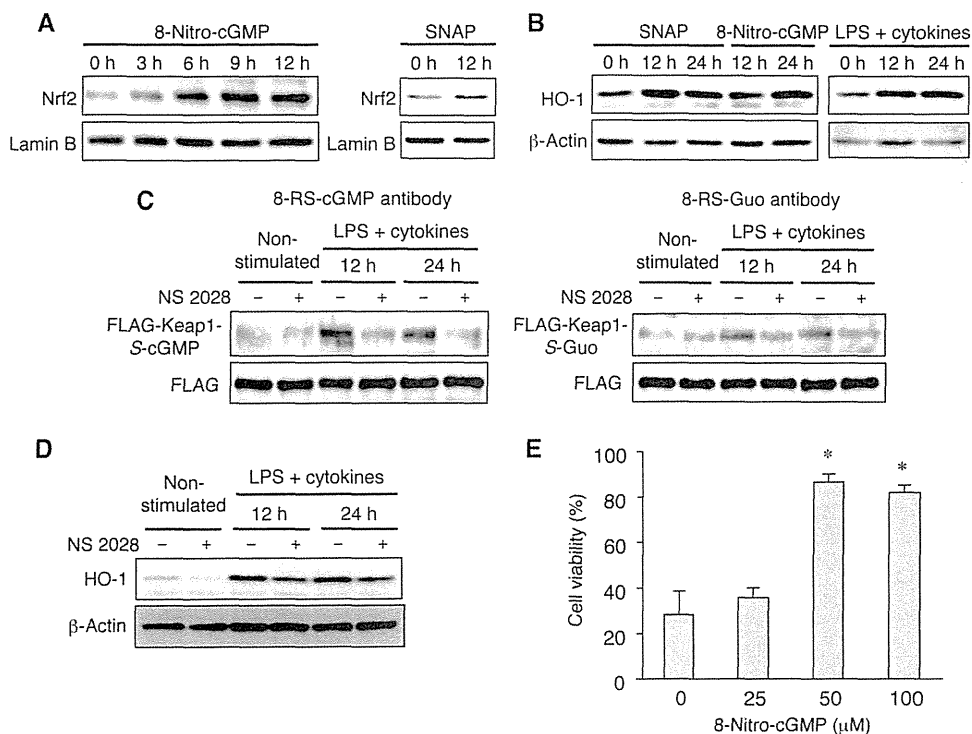 A
8-Nitro-cGMP
0 h 3 h 6 h 9 h 12 h
Nrf2
Lamin B
SNAP
0 h 12 h
Nrf2
Lamin B
B
SNAP 8-Nitro-cGMP LPS + cytokines
0 h 12 h 24 h 12 h 24 h 0 h 12 h 24 h
HO-1
β-Actin
C
8-RS-cGMP antibody
Non-stimulated
LPS + cytokines
12 h 24 h
NS 2028 – + – + – +
FLAG-Keap1-
S-cGMP
FLAG
8-RS-Guo antibody
Non-stimulated
LPS + cytokines
12 h 24 h
NS 2028 – + – + – +
FLAG-Keap1-
S-Guo
FLAG
D
Non-stimulated
LPS + cytokines
12 h 24 h
NS 2028 – + – + – +
HO-1
β-Actin
E
Cell viability (%)
100
80
60
40
20
0
* *
0 25 50 100
8-Nitro-cGMP (μM)